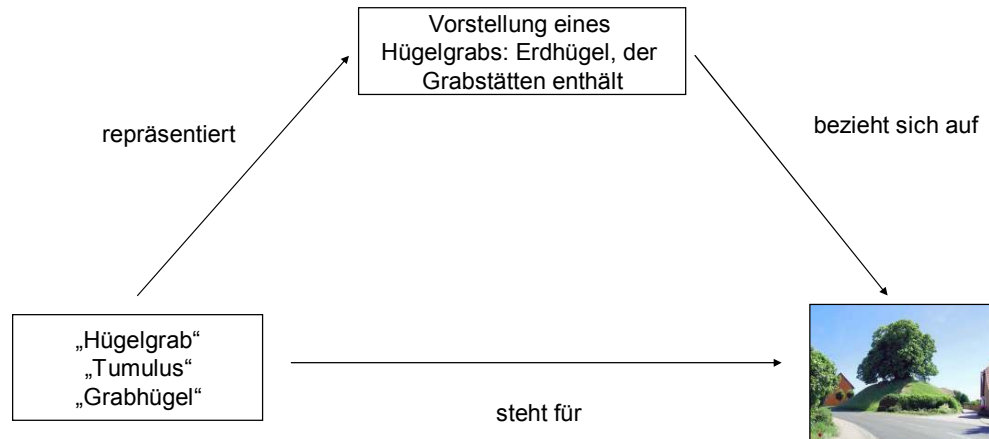 Vorstellung eines
Hügelgrabs: Erdhügel, der
Grabstätten enthält
repräsentiert
bezieht sich auf
„Hügelgrab“
„Tumulus“
„Grabhügel“
steht für